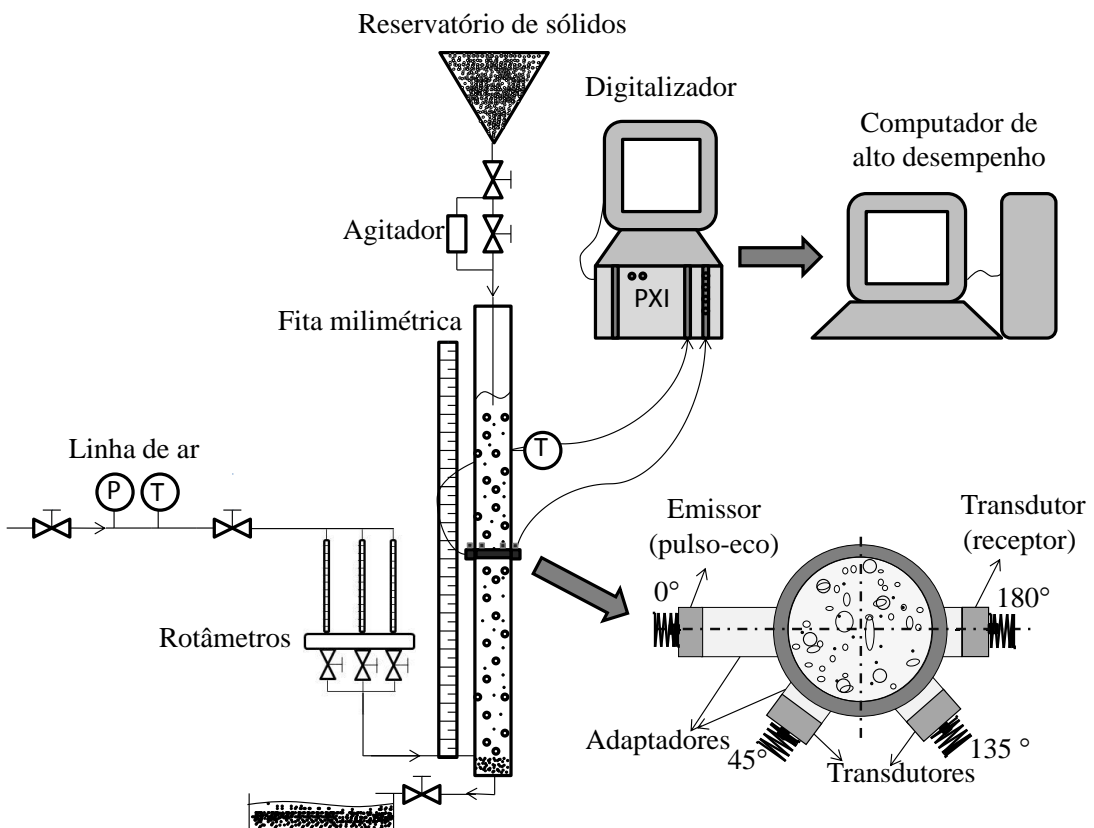 Reservatório de sólidos
Digitalizador
Computador de
alto desempenho
Agitador
PXI
Fita milimétrica
T
Linha de ar
P
T
Emissor
(pulso-eco)
Transdutor
(receptor)
0°
180°
Rotâmetros
Adaptadores
45°
135 °
Transdutores